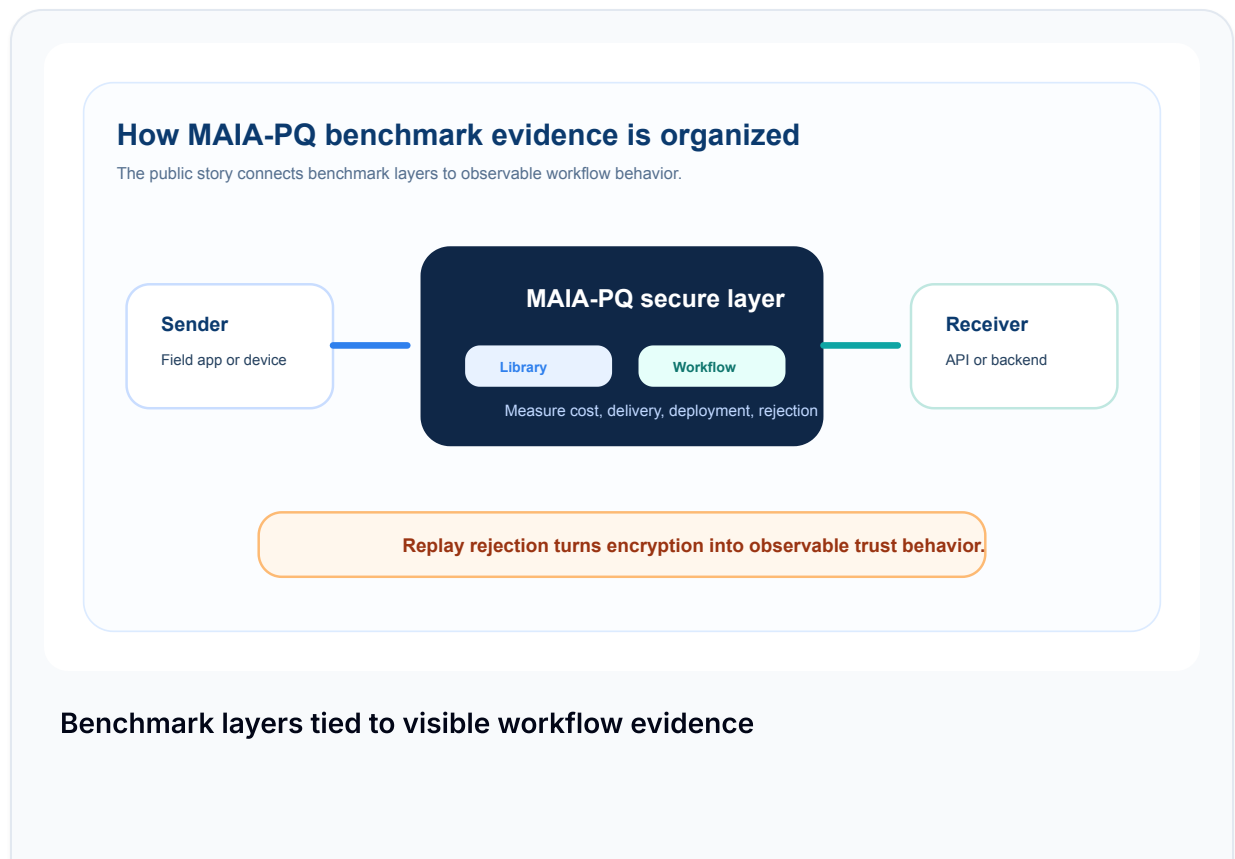 How MAIA-PQ benchmark evidence is organized
The public story connects benchmark layers to observable workflow behavior.
Sender
Field app or device
MAIA-PQ secure layer
Library
Workflow
Measure cost, delivery, deployment, rejection
Receiver
API or backend
Replay rejection turns encryption into observable trust behavior.
Benchmark layers tied to visible workflow evidence